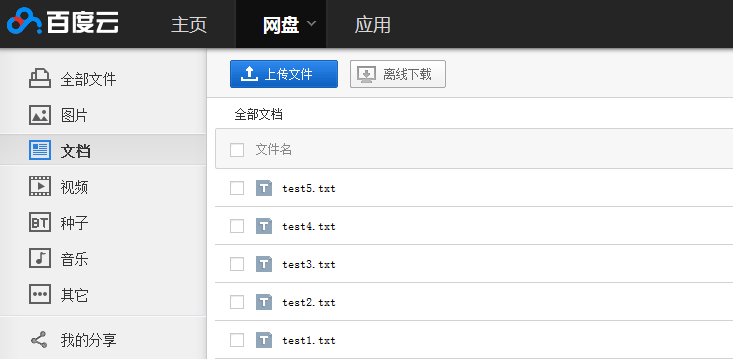 百度云 主页 网盘 应用
全部文件
图片
文档
视频
BT 种子
音乐
其它
我的分享
上传文件 离线下载
全部文档
文件名
T test5.txt
T test4.txt
T test3.txt
T test2.txt
T test1.txt